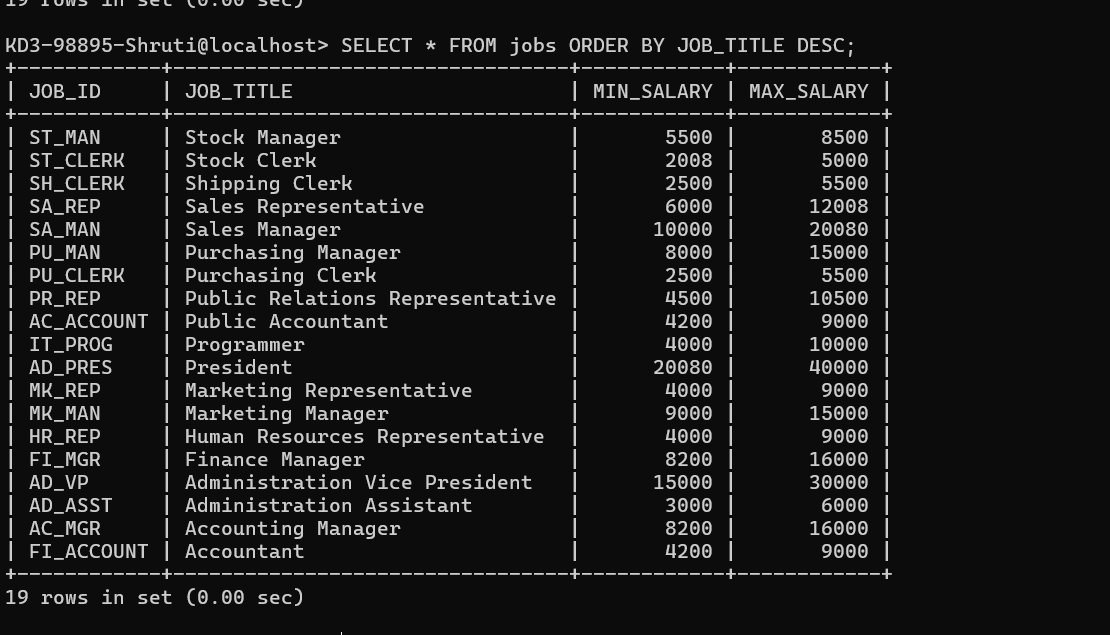 19 rows in set (0.00 sec)
KD3-98895-Shruti@localhost> SELECT * FROM jobs ORDER BY JOB_TITLE DESC;
+------------+---------------------------------+------------+------------+
| JOB_ID     | JOB_TITLE                       | MIN_SALARY | MAX_SALARY |
+------------+---------------------------------+------------+------------+
| ST_MAN     | Stock Manager                   |       5500 |       8500 |
| ST_CLERK   | Stock Clerk                     |       2008 |       5000 |
| SH_CLERK   | Shipping Clerk                  |       2500 |       5500 |
| SA_REP     | Sales Representative            |       6000 |      12008 |
| SA_MAN     | Sales Manager                   |      10000 |      20080 |
| PU_MAN     | Purchasing Manager              |       8000 |      15000 |
| PU_CLERK   | Purchasing Clerk                |       2500 |       5500 |
| PR_REP     | Public Relations Representative |       4500 |      10500 |
| AC_ACCOUNT | Public Accountant               |       4200 |       9000 |
| IT_PROG    | Programmer                      |       4000 |      10000 |
| AD_PRES    | President                       |      20080 |      40000 |
| MK_REP     | Marketing Representative        |       4000 |       9000 |
| MK_MAN     | Marketing Manager               |       9000 |      15000 |
| HR_REP     | Human Resources Representative  |       4000 |       9000 |
| FI_MGR     | Finance Manager                 |       8200 |      16000 |
| AD_VP      | Administration Vice President   |      15000 |      30000 |
| AD_ASST    | Administration Assistant        |       3000 |       6000 |
| AC_MGR     | Accounting Manager              |       8200 |      16000 |
| FI_ACCOUNT | Accountant                      |       4200 |       9000 |
+------------+---------------------------------+------------+------------+
19 rows in set (0.00 sec)